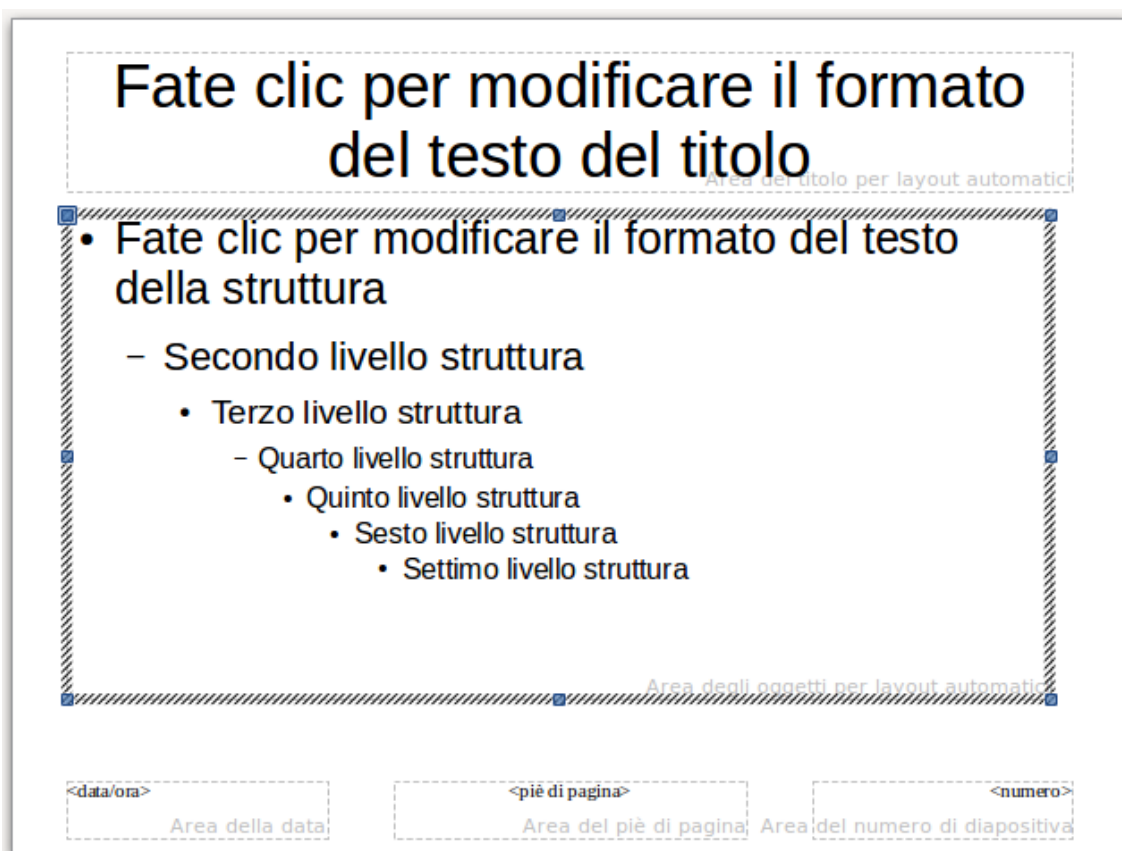 Fate clic per modificare il formato
del testo del titolo
Area del titolo per layout automatici
• Fate clic per modificare il formato del testo
della struttura
– Secondo livello struttura
• Terzo livello struttura
– Quarto livello struttura
• Quinto livello struttura
• Sesto livello struttura
• Settimo livello struttura
Area degli oggetti per layout automatici
<data/ora> <piè di pagina> <numero>
Area della data Area del piè di pagina Area del numero di diapositiva